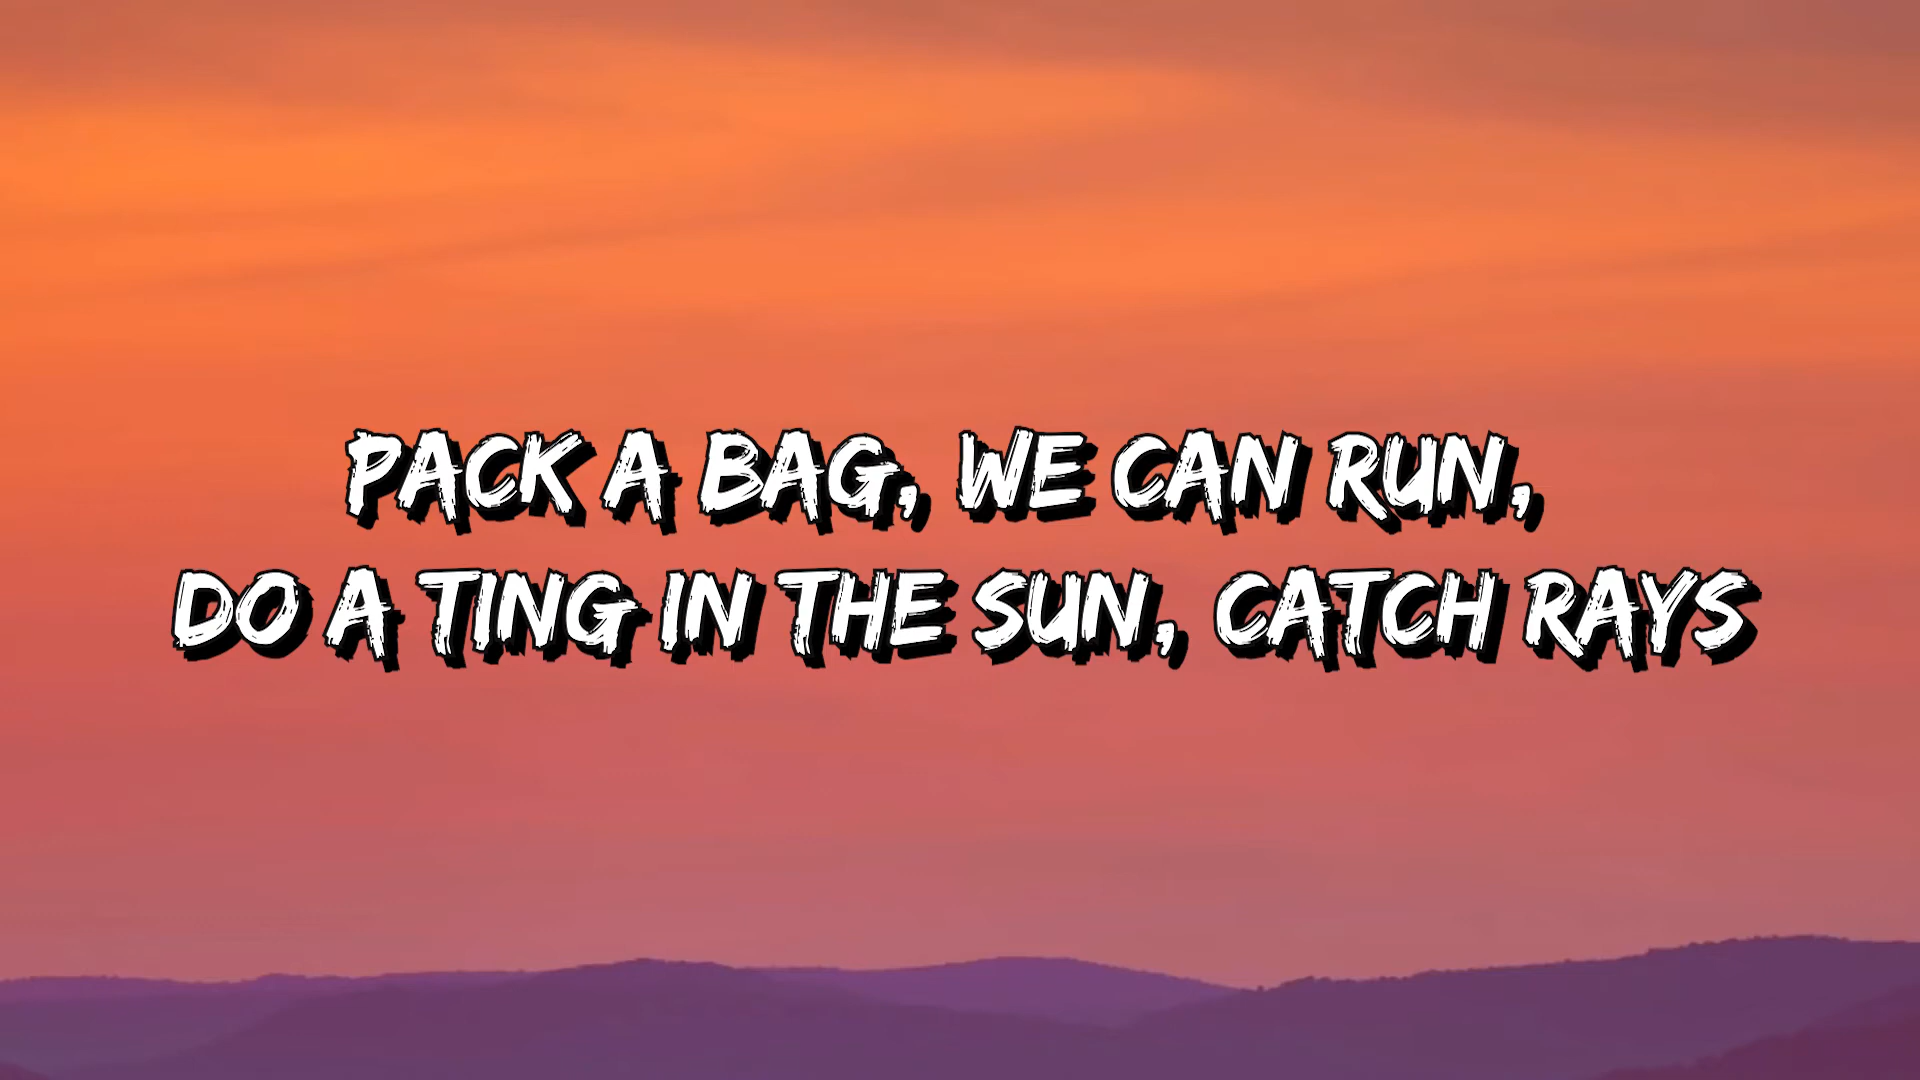 PACK A BAG, WE CAN RUN,
DO A TING IN THE SUN, CATCH RAYS